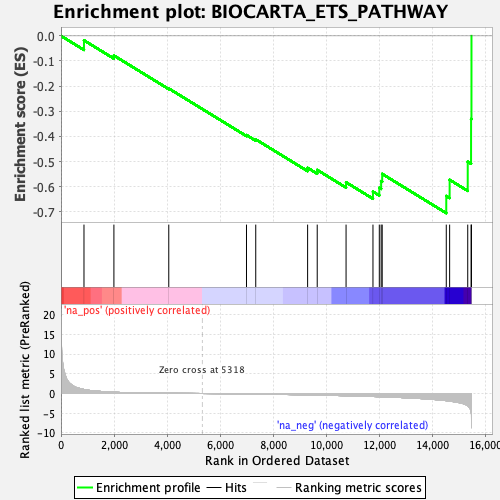 Enrichment plot: BIOCARTA_ETS_PATHWAY
Enrichment score (ES)
0.0
-0.1
-0.2
-0.3
-0.4
-0.5
-0.6
-0.7
'na_pos' (positively correlated)
Ranked list metric (PreRanked)
20
15
10
5
0
-5
-10
Zero cross at 5318
'na_neg' (negatively correlated)
0 2,000 4,000 6,000 8,000 10,000 12,000 14,000 16,000
Rank in Ordered Dataset
Enrichment profile Hits Ranking metric scores